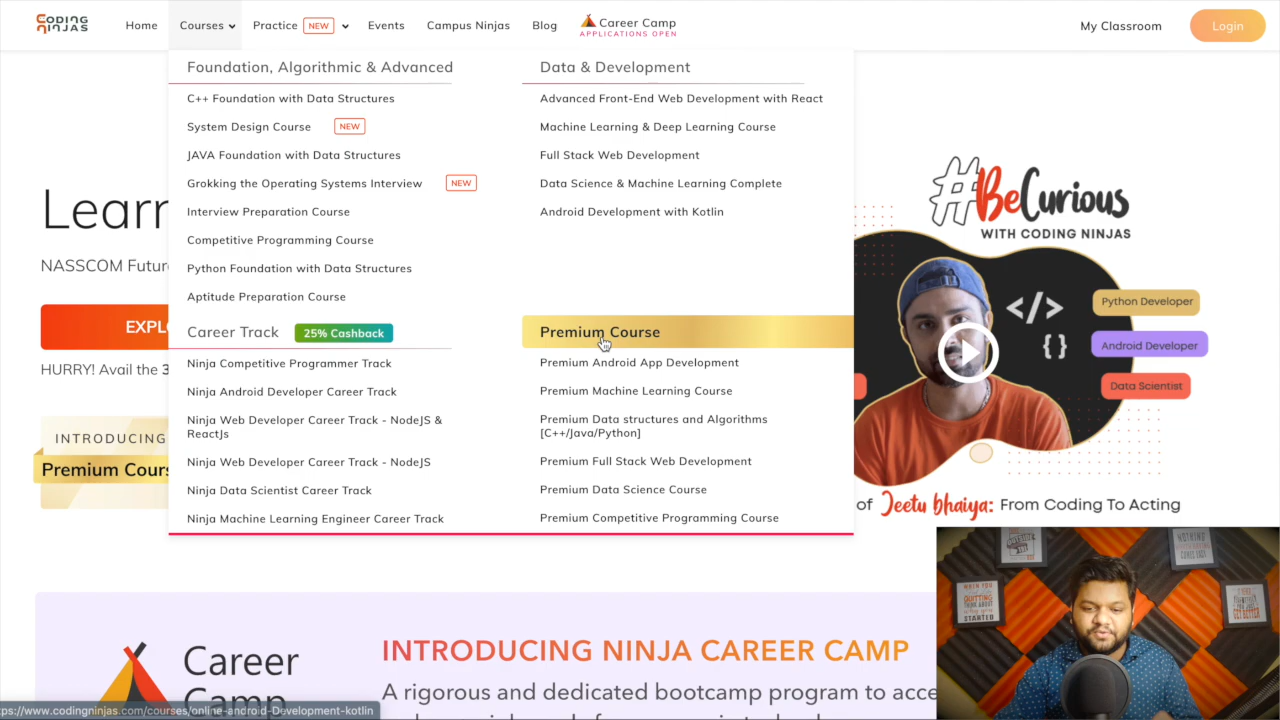 CODING
NINJAS
Home
Courses
Practice NEW
Events
Campus Ninjas
Blog
Career Camp
APPLICATIONS OPEN
My Classroom
Login
Foundation, Algorithmic & Advanced
C++ Foundation with Data Structures
System Design Course NEW
JAVA Foundation with Data Structures
Grokking the Operating Systems Interview NEW
Interview Preparation Course
Competitive Programming Course
Python Foundation with Data Structures
Aptitude Preparation Course
Data & Development
Advanced Front-End Web Development with React
Machine Learning & Deep Learning Course
Full Stack Web Development
Data Science & Machine Learning Complete
Android Development with Kotlin
Career Track 25% Cashback
Ninja Competitive Programmer Track
Ninja Android Developer Career Track
Ninja Web Developer Career Track - NodeJS &
ReactJs
Ninja Web Developer Career Track - NodeJS
Ninja Data Scientist Career Track
Ninja Machine Learning Engineer Career Track
Premium Course
Premium Android App Development
Premium Machine Learning Course
Premium Data structures and Algorithms
[C++/Java/Python]
Premium Full Stack Web Development
Premium Data Science Course
Premium Competitive Programming Course
Learn
NASSCOM Futur
EXPL
HURRY! Avail the 3
INTRODUCING
Premium Cours
#BeCurious
WITH CODING NINJAS
</>
{}
Python Developer
Android Developer
Data Scientist
of Jeetu bhaiya: From Coding To Acting
Career
Camp
INTRODUCING NINJA CAREER CAMP
A rigorous and dedicated bootcamp program to acce
tps://www.codingninjas.com/courses/online-android-Development-kotlin